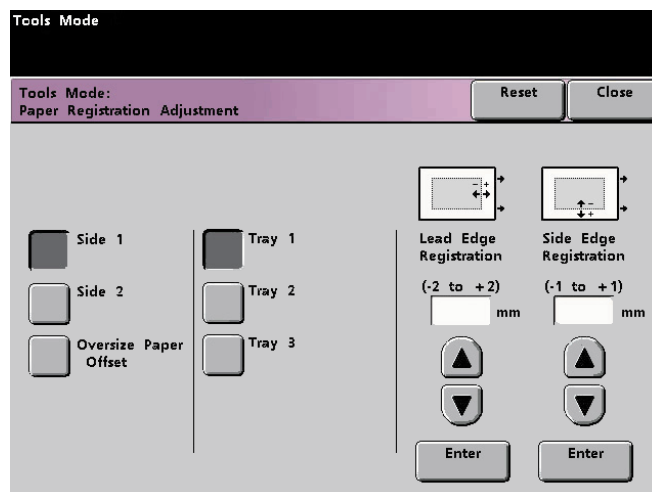 Tools Mode
Tools Mode:
Paper Registration Adjustment
Reset
Close
Side 1
Side 2
Oversize Paper
Offset
Tray 1
Tray 2
Tray 3
- +
Lead Edge
Registration
(-2 to +2)
mm
Enter
-
+
Side Edge
Registration
(-1 to +1)
mm
Enter